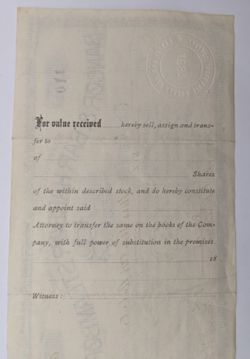 For value received hereby sell, assign and trans-
fer to
of
Shares
of the within described stock, and do hereby constitute
and appoint said
Attorney to transfer the same on the books of the Com-
pany, with full power of substitution in the premises.
18
Witness: